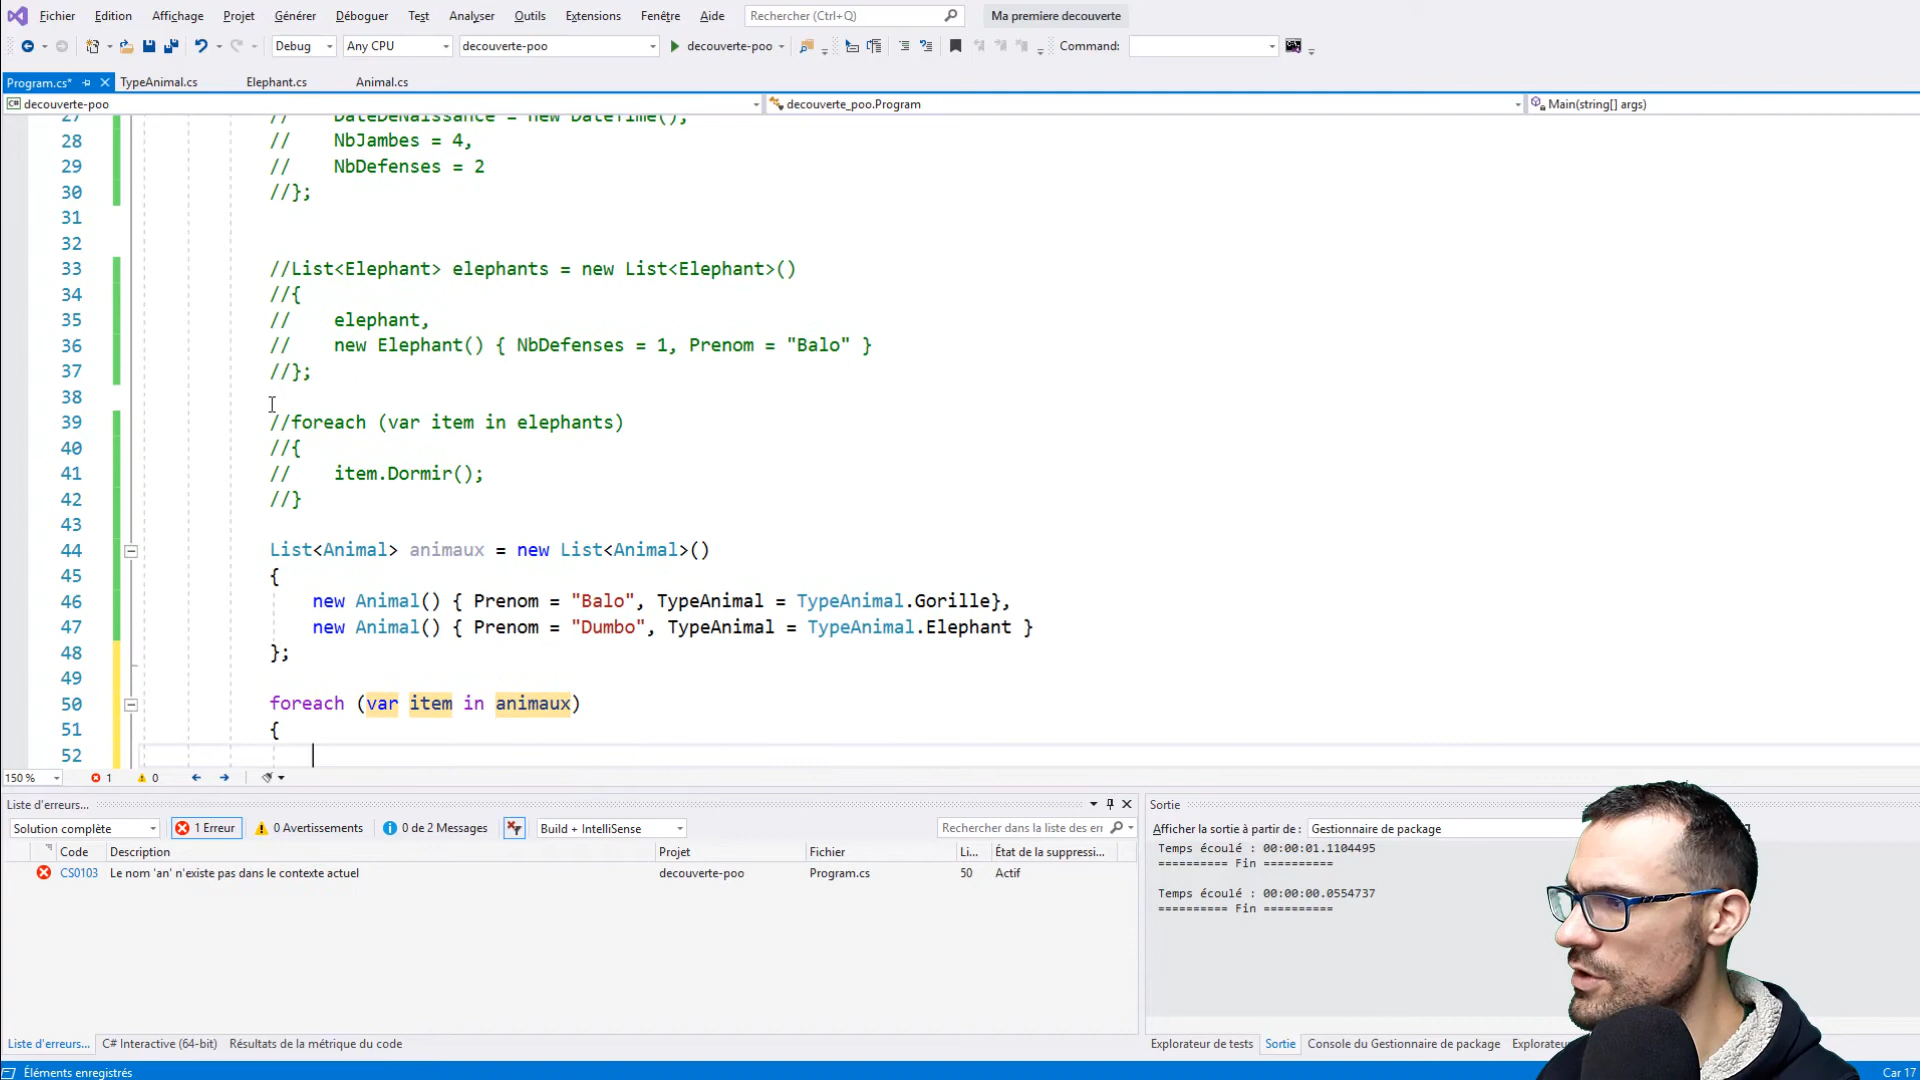 Fichier Edition Affichage Projet Générer Déboguer Test Analyser Outils Extensions Fenêtre Aide Rechercher (Ctrl+Q) Ma premiere decouverte
Debug Any CPU decouverte-poo decouverte-poo Command:
Program.cs* TypeAnimal.cs Elephant.cs Animal.cs
decouverte-poo decouverte_poo.Program Main(string[] args)
27 // DateDeNaissance = new DateTime(),
28 // NbJambes = 4,
29 // NbDefenses = 2
30 //};
31
32
33 //List<Elephant> elephants = new List<Elephant>()
34 //{
35 // elephant,
36 // new Elephant() { NbDefenses = 1, Prenom = "Balo" }
37 //};
38
39 //foreach (var item in elephants)
40 //{
41 // item.Dormir();
42 //}
43
44 List<Animal> animaux = new List<Animal>()
45 {
46 new Animal() { Prenom = "Balo", TypeAnimal = TypeAnimal.Gorille},
47 new Animal() { Prenom = "Dumbo", TypeAnimal = TypeAnimal.Elephant }
48 };
49
50 foreach (var item in animaux)
51 {
52
150 % 1 0
Liste d'erreurs...
Solution complète 1 Erreur 0 Avertissements 0 de 2 Messages Build + IntelliSense Rechercher dans la liste des err
Code Description Projet Fichier Li... État de la suppressi...
CS0103 Le nom 'an' n'existe pas dans le contexte actuel decouverte-poo Program.cs 50 Actif
Liste d'erreurs... C# Interactive (64-bit) Résultats de la métrique du code
Sortie
Afficher la sortie à partir de : Gestionnaire de package
Temps écoulé : 00:00:01.1104495
========== Fin ==========
Temps écoulé : 00:00:00.0554737
========== Fin ==========
Explorateur de tests Sortie Console du Gestionnaire de package
Éléments enregistrés Car 17